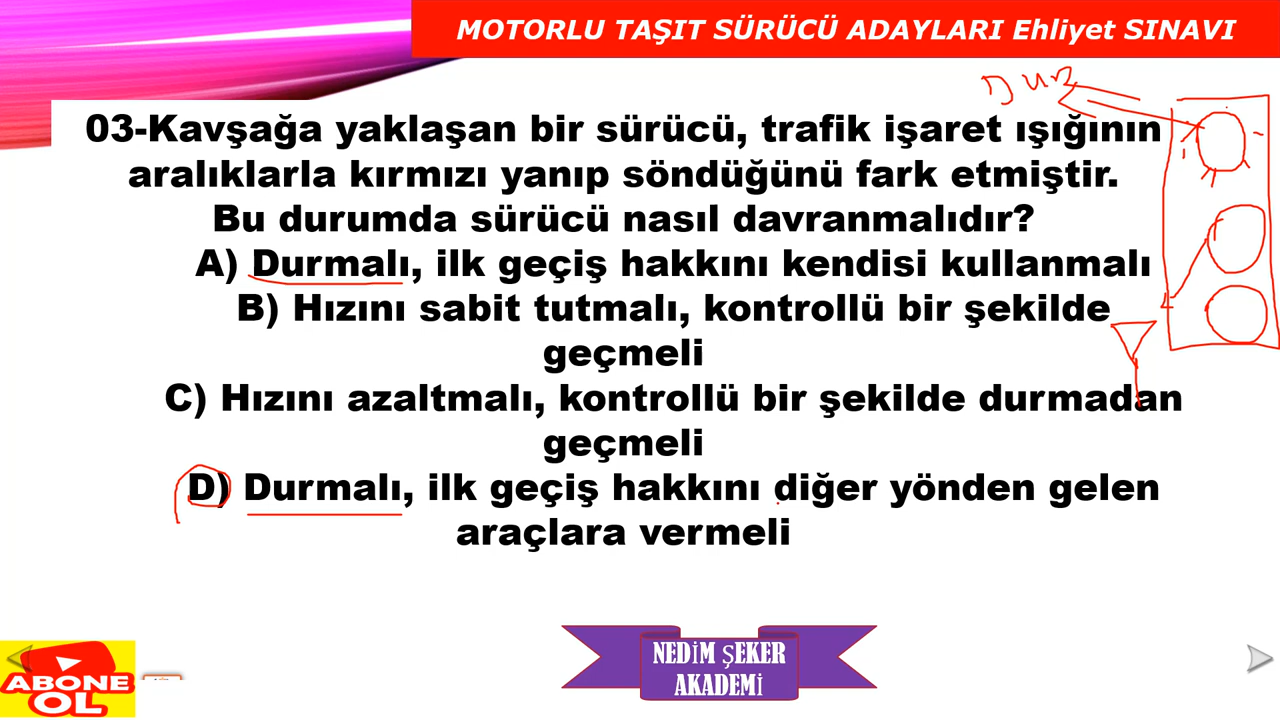 MOTORLU TAŞIT SÜRÜCÜ ADAYLARI Ehliyet SINAVI
DUR
03-Kavşağa yaklaşan bir sürücü, trafik işaret ışığının
aralıklarla kırmızı yanıp söndüğünü fark etmiştir.
Bu durumda sürücü nasıl davranmalıdır?
A) Durmalı, ilk geçiş hakkını kendisi kullanmalı
B) Hızını sabit tutmalı, kontrollü bir şekilde
geçmeli
C) Hızını azaltmalı, kontrollü bir şekilde durmadan
geçmeli
D) Durmalı, ilk geçiş hakkını diğer yönden gelen
araçlara vermeli
NEDİM ŞEKER
AKADEMİ
ABONE
OL